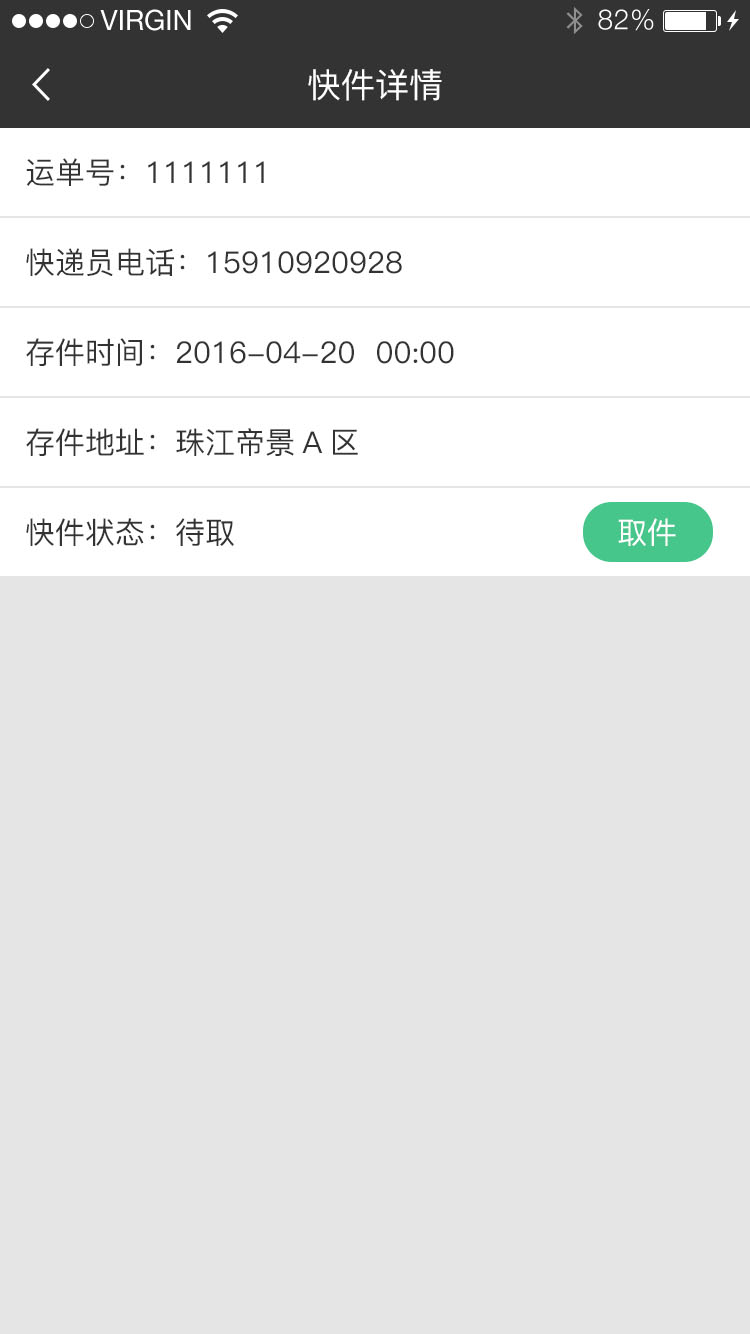 VIRGIN 82%
快件详情
运单号：1111111
快递员电话：15910920928
存件时间：2016-04-20 00:00
存件地址：珠江帝景 A 区
快件状态：待取 取件